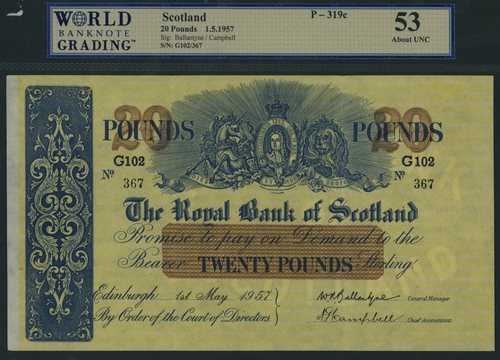 WORLD
BANKNOTE
GRADING™
Scotland
20 Pounds 1.5.1957
Sig: Ballantyne / Campbell
S/N: G102/367
P – 319c
53
About UNC
20 20
POUNDS POUNDS
G102 G102
Nº 367 Nº 367
The Royal Bank of Scotland
Promise to pay on Demand to the
Bearer TWENTY POUNDS Sterling.
Edinburgh 1st May 1957
By Order of the Court of Directors.
W R Ballantyne General Manager
A Campbell Chief Accountant.